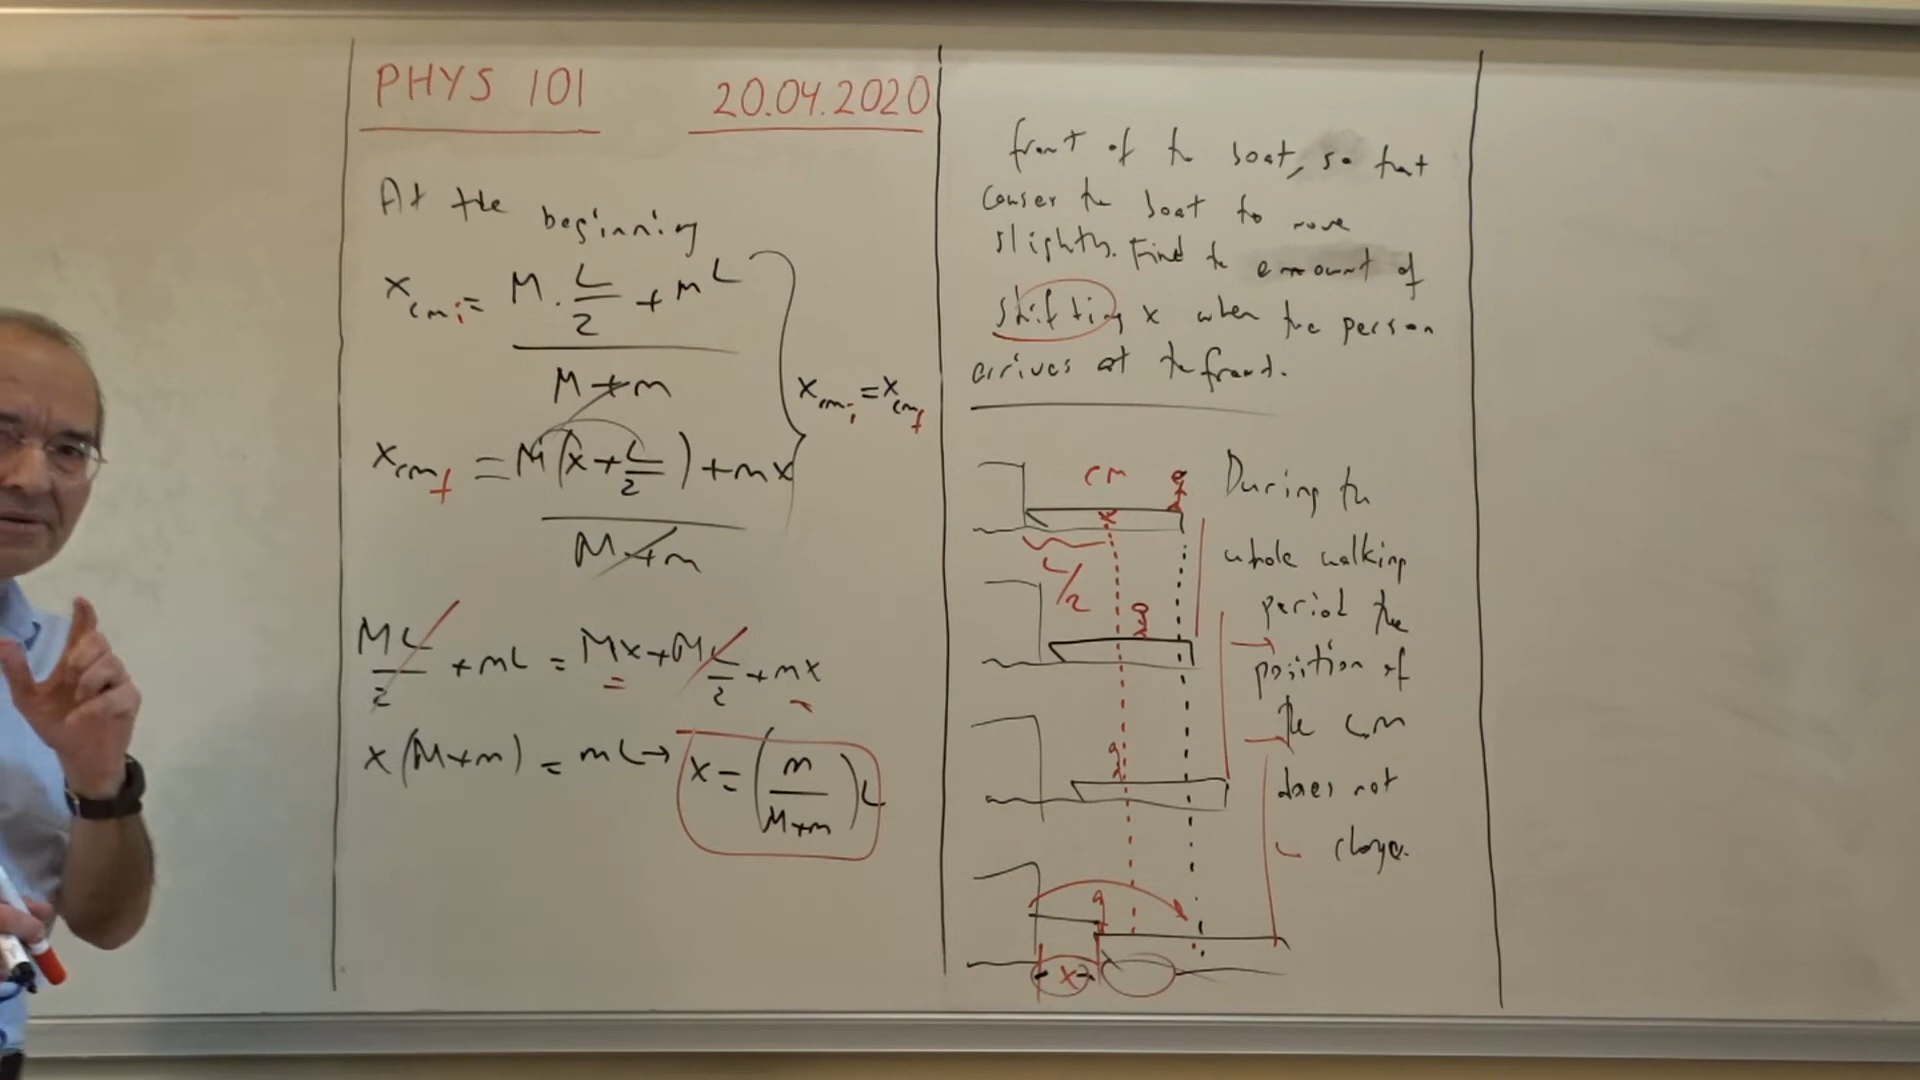 PHYS 101 20.04.2020
At the beginning
x_cmi = (M · L/2 + mL) / (M+m)
x_cmi = x_cmf
x_cmf = (M(x + L/2) + mx) / (M+m)
ML/2 + mL = Mx + ML/2 + mx
x(M+m) = mL → x = (m/(M+m)) L
front of the boat, so that
causes the boat to move
slightly. Find the amount of
shifting x when the person
arrives at the front.
cm
L/2
x
During the
whole walking
period the
position of
the cm
does not
change.